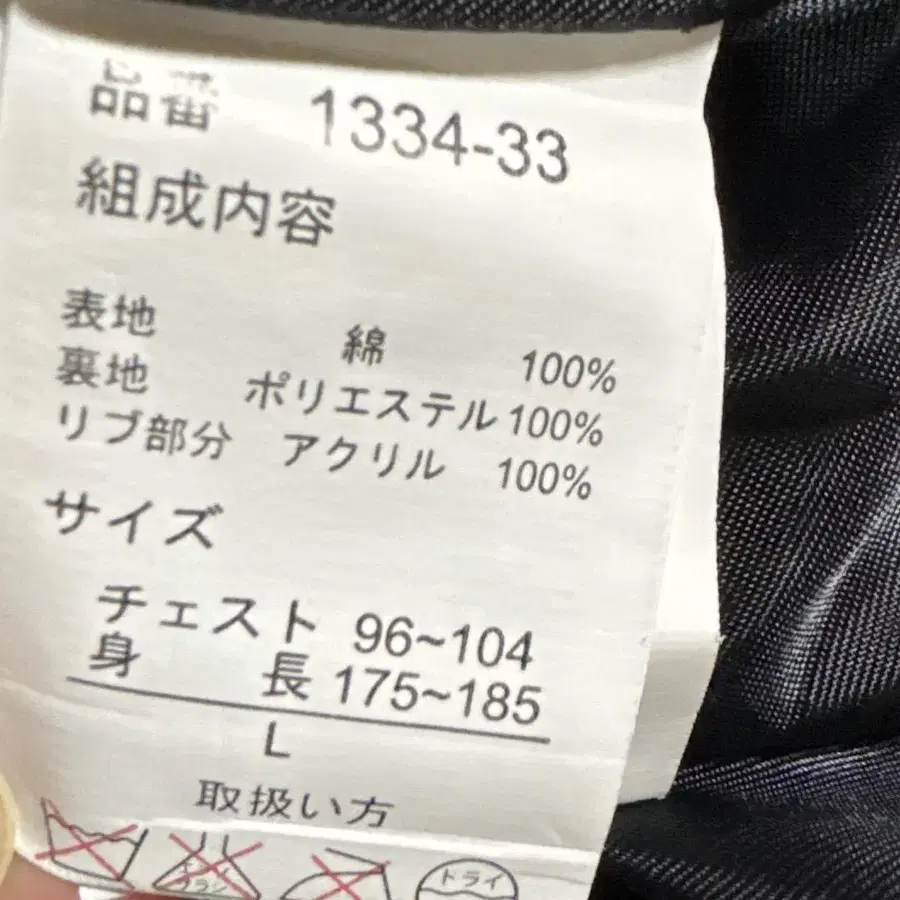 品番 1334-33
組成内容
表地 綿 100%
裏地 ポリエステル 100%
リブ部分 アクリル 100%
サイズ
チェスト 96~104
身長 175~185
L
取扱い方
ドライ